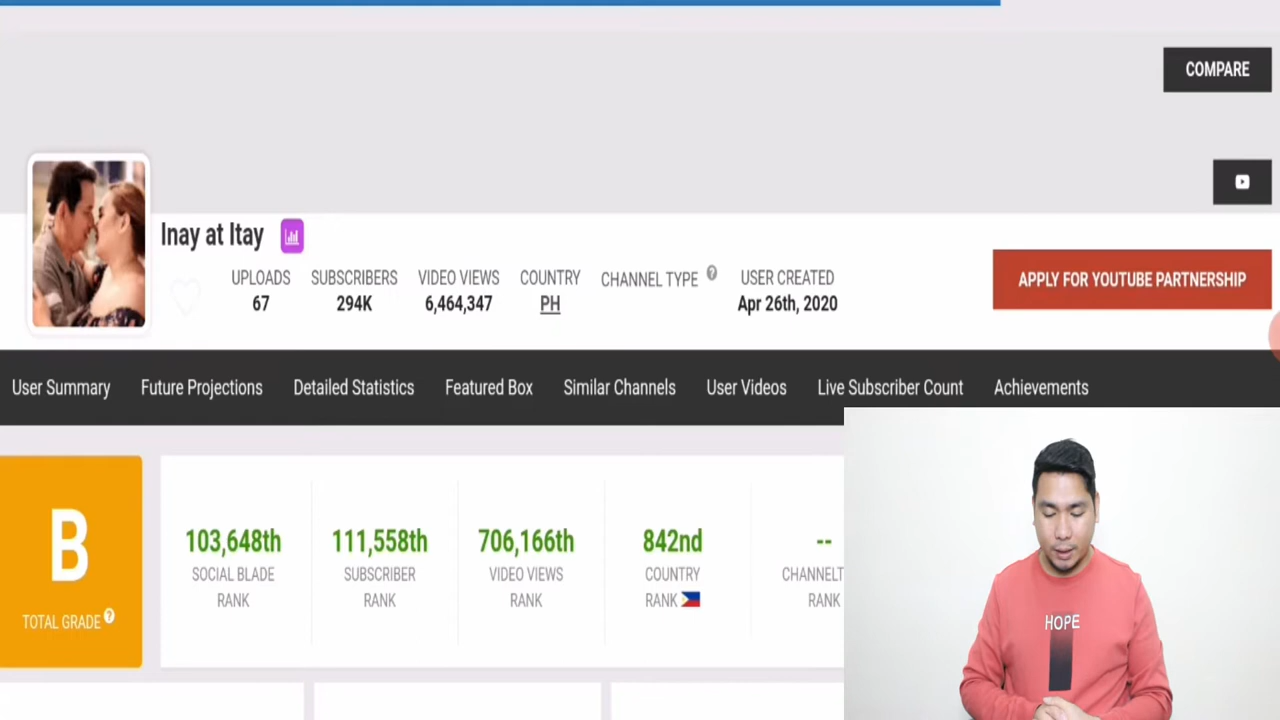 COMPARE
Inay at Itay
UPLOADS SUBSCRIBERS VIDEO VIEWS COUNTRY CHANNEL TYPE ? USER CREATED
67 294K 6,464,347 PH Apr 26th, 2020
APPLY FOR YOUTUBE PARTNERSHIP
User Summary Future Projections Detailed Statistics Featured Box Similar Channels User Videos Live Subscriber Count Achievements
B
TOTAL GRADE ?
103,648th 111,558th 706,166th 842nd --
SOCIAL BLADE SUBSCRIBER VIDEO VIEWS COUNTRY CHANNELT
RANK RANK RANK RANK RANK
HOPE